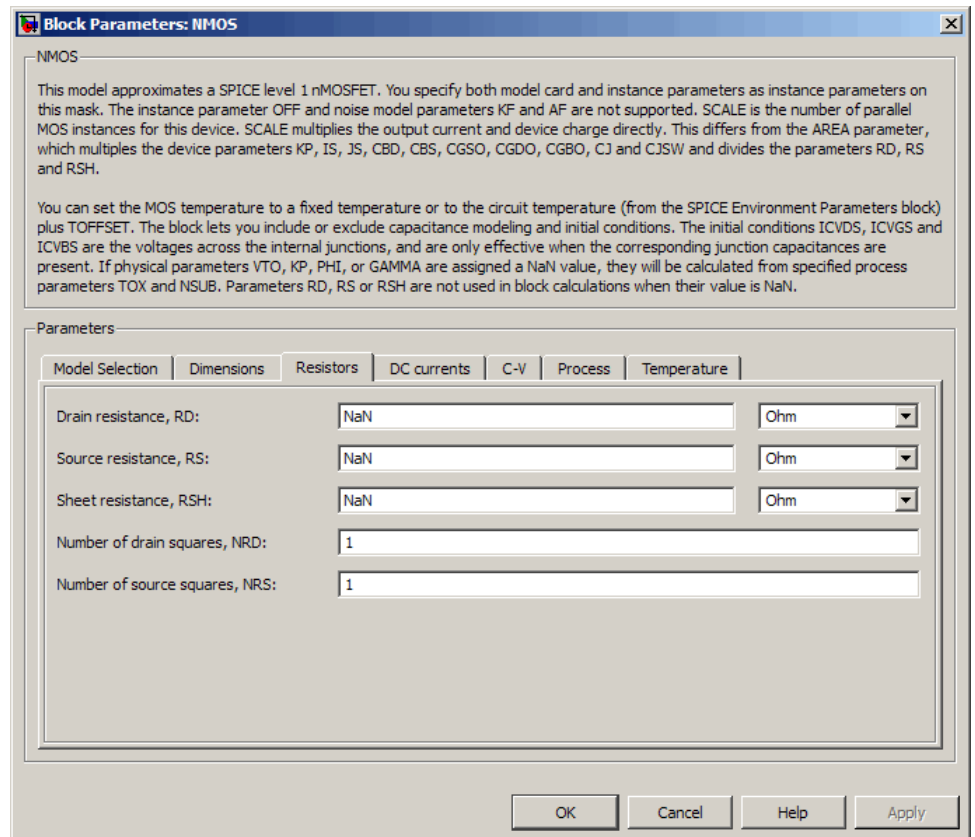 Block Parameters: NMOS
NMOS
This model approximates a SPICE level 1 nMOSFET. You specify both model card and instance parameters as instance parameters on
this mask. The instance parameter OFF and noise model parameters KF and AF are not supported. SCALE is the number of parallel
MOS instances for this device. SCALE multiplies the output current and device charge directly. This differs from the AREA parameter,
which multiples the device parameters KP, IS, JS, CBD, CBS, CGSO, CGDO, CGBO, CJ and CJSW and divides the parameters RD, RS
and RSH.
You can set the MOS temperature to a fixed temperature or to the circuit temperature (from the SPICE Environment Parameters block)
plus TOFFSET. The block lets you include or exclude capacitance modeling and initial conditions. The initial conditions ICVDS, ICVGS and
ICVBS are the voltages across the internal junctions, and are only effective when the corresponding junction capacitances are
present. If physical parameters VTO, KP, PHI, or GAMMA are assigned a NaN value, they will be calculated from specified process
parameters TOX and NSUB. Parameters RD, RS or RSH are not used in block calculations when their value is NaN.
Parameters
Model Selection Dimensions Resistors DC currents C-V Process Temperature
Drain resistance, RD: NaN Ohm
Source resistance, RS: NaN Ohm
Sheet resistance, RSH: NaN Ohm
Number of drain squares, NRD: 1
Number of source squares, NRS: 1
OK Cancel Help Apply